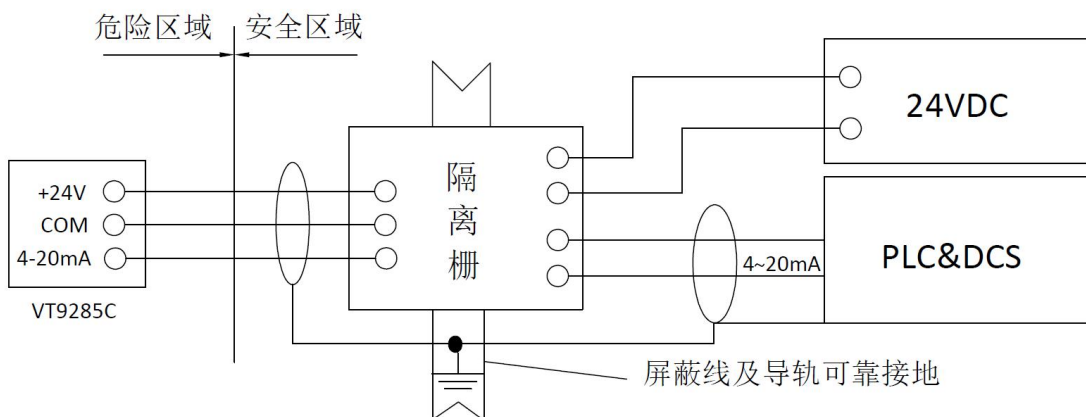 危险区域
安全区域
+24V
COM
4-20mA
VT9285C
隔
离
栅
24VDC
4~20mA
PLC&DCS
屏蔽线及导轨可靠接地